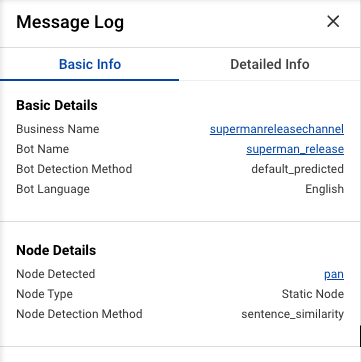 Message Log
Basic Info Detailed Info
Basic Details
Business Name supermanreleasechannel
Bot Name superman_release
Bot Detection Method default_predicted
Bot Language English
Node Details
Node Detected pan
Node Type Static Node
Node Detection Method sentence_similarity